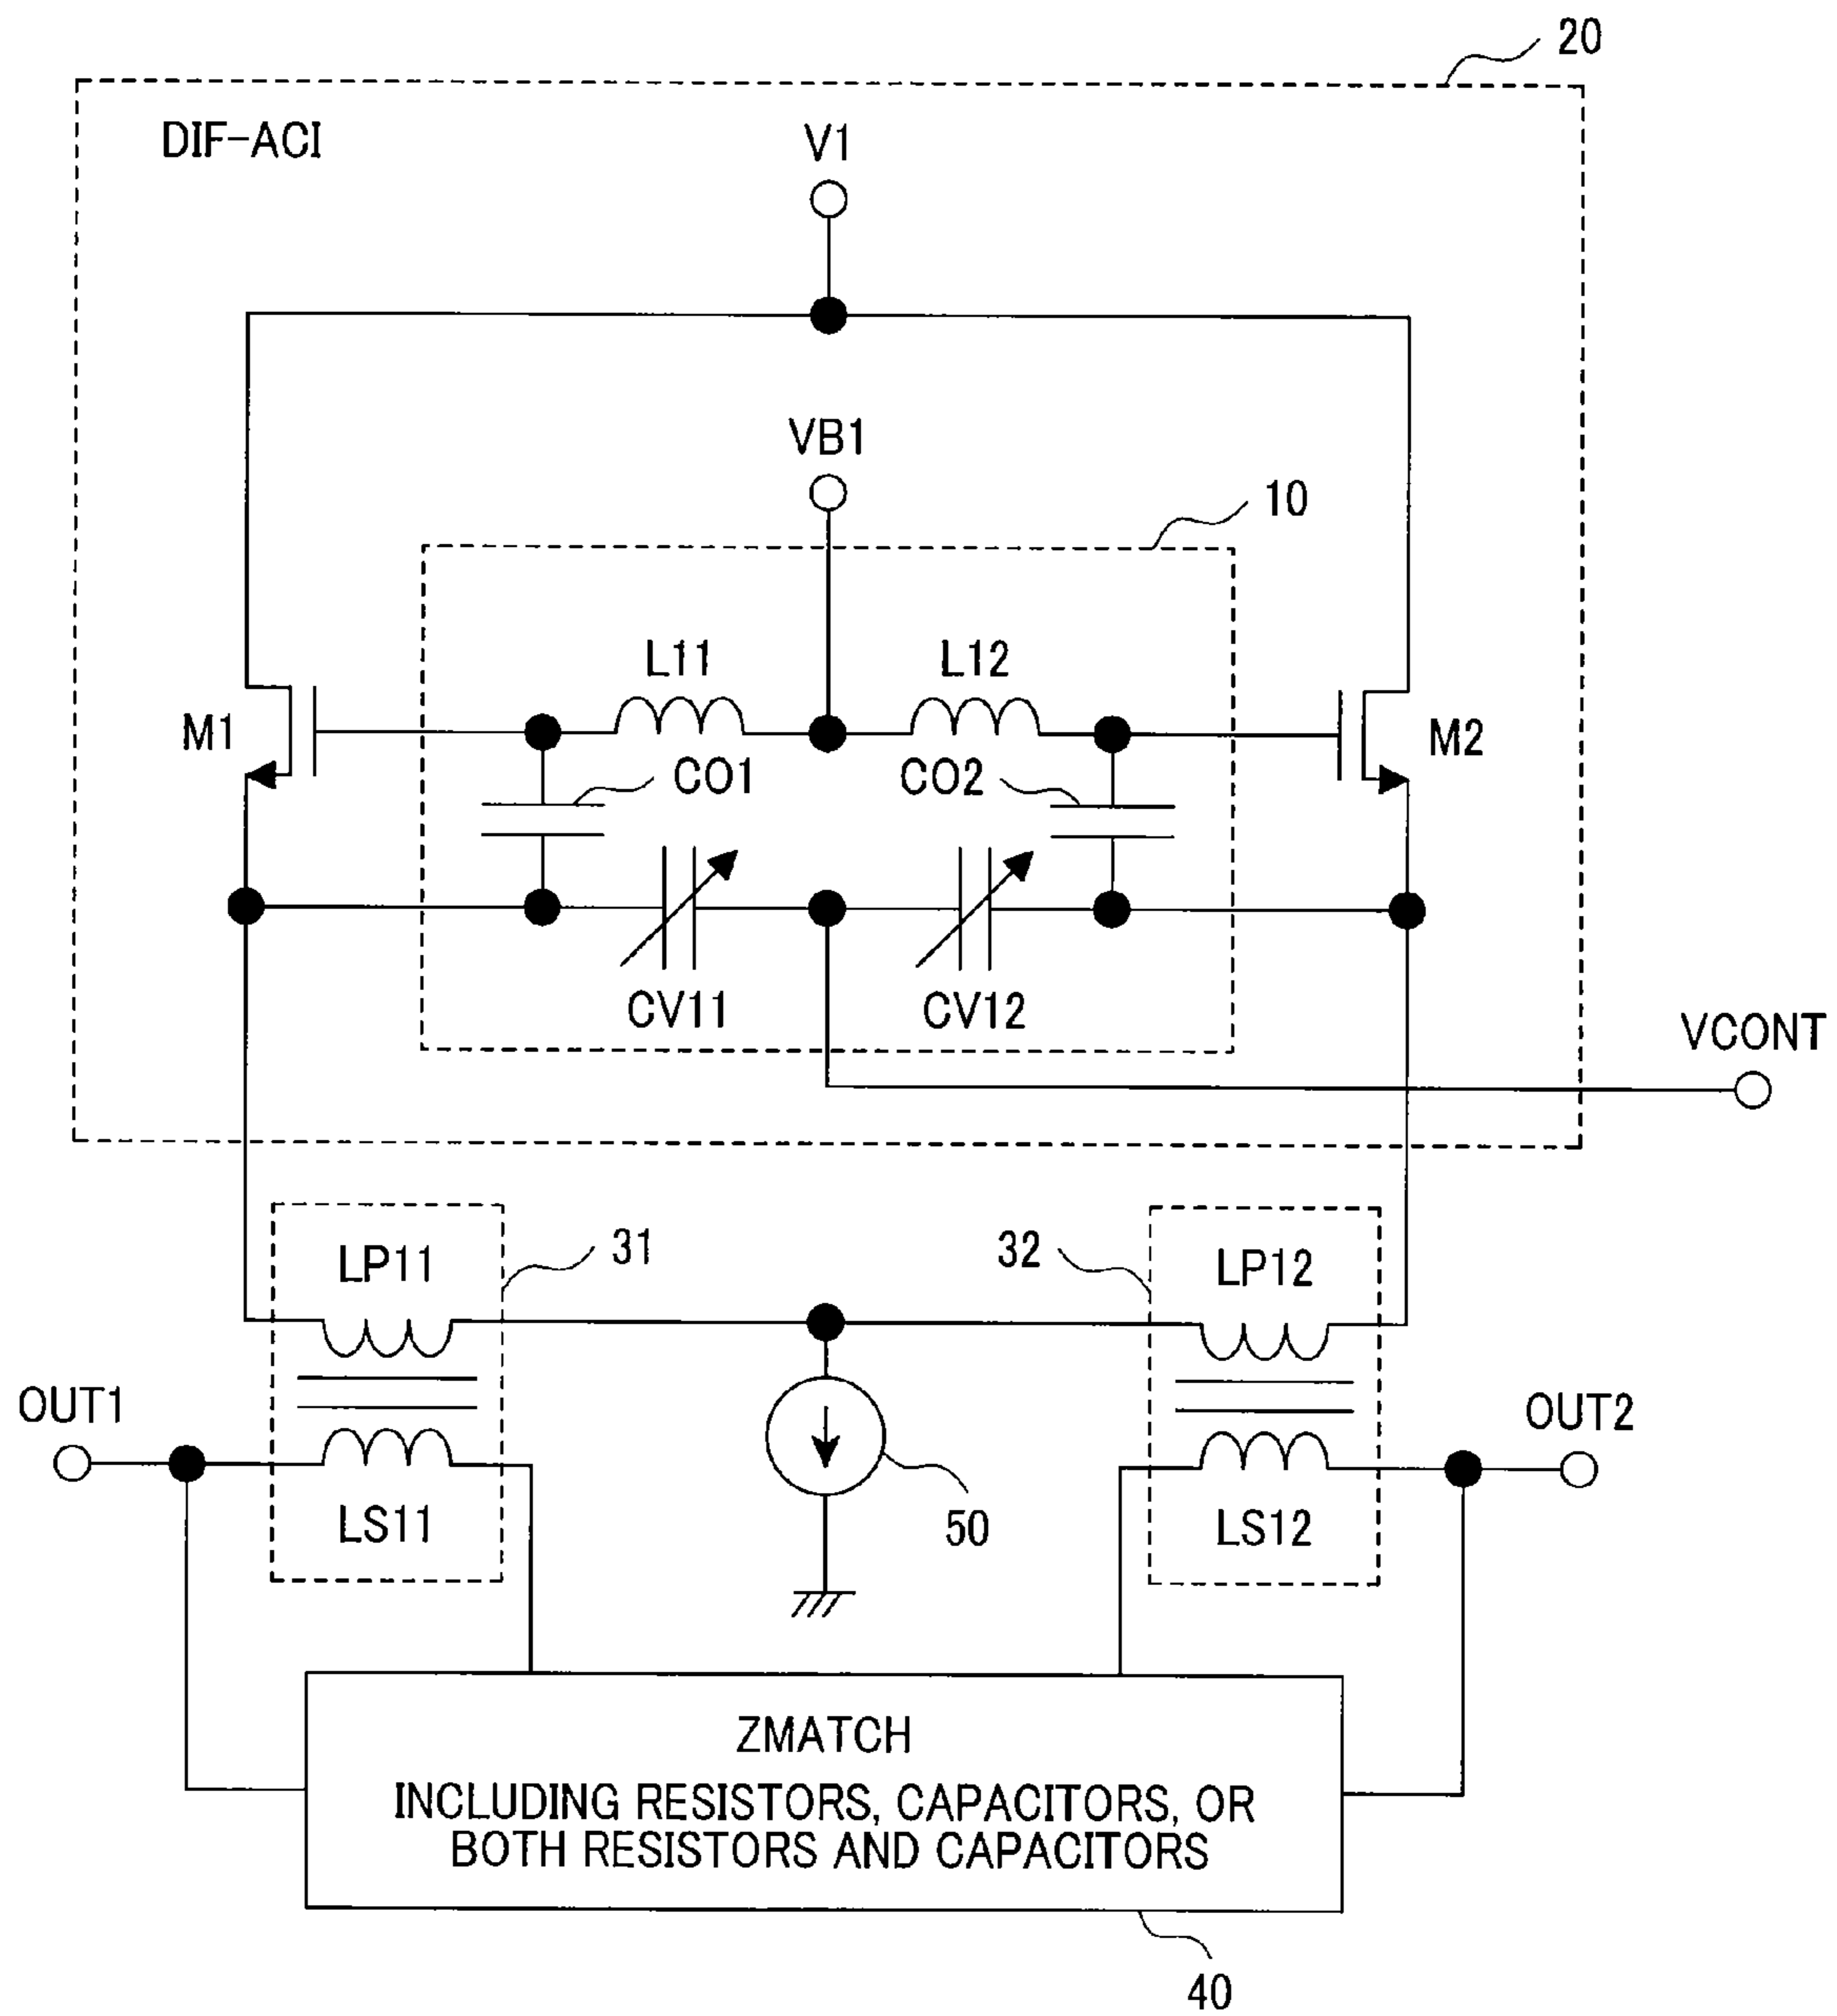 20
DIF-ACI
V1
VB1
10
L11
L12
M1
M2
CO1
CO2
CV11
CV12
VCONT
31
32
LP11
LP12
OUT1
OUT2
LS11
LS12
50
ZMATCH
INCLUDING RESISTORS, CAPACITORS, OR
BOTH RESISTORS AND CAPACITORS
40